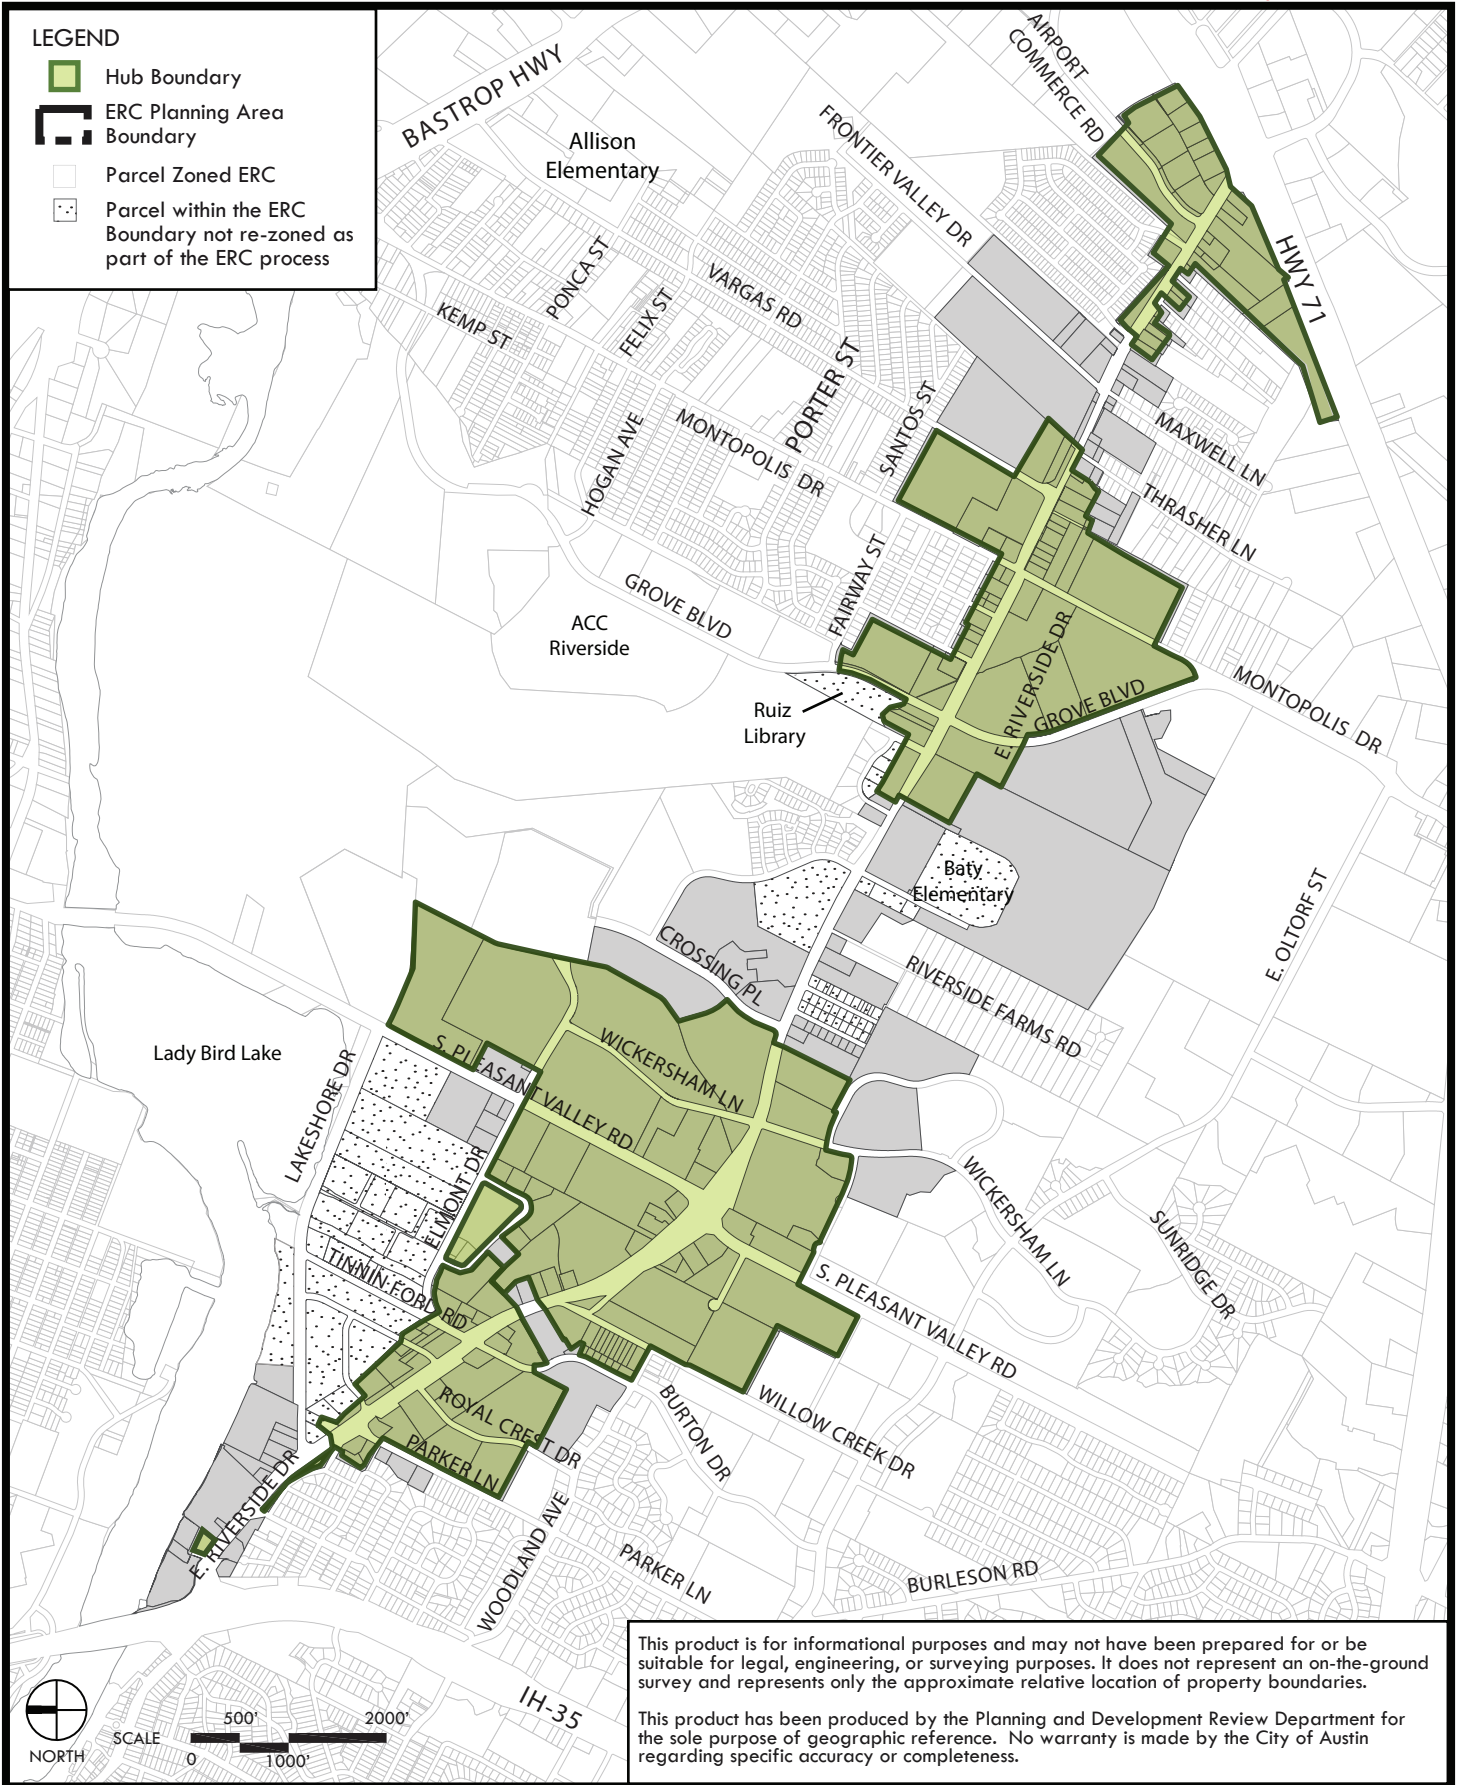 LEGEND
Hub Boundary
ERC Planning Area
Boundary
Parcel Zoned ERC
Parcel within the ERC
Boundary not re-zoned as
part of the ERC process
BASTROP HWY
AIRPORT
COMMERCE RD
Allison
Elementary
FRONTIER VALLEY DR
HWY 71
PONCA ST
VARGAS RD
FELIX ST
KEMP ST
PORTER ST
SANTOS ST
MAXWELL LN
HOGAN AVE
MONTOPOLIS DR
THRASHER LN
FAIRWAY ST
GROVE BLVD
ACC
Riverside
E. RIVERSIDE DR
GROVE BLVD
MONTOPOLIS DR
Ruiz
Library
Baty
Elementary
E. OLTORF ST
CROSSING PL
RIVERSIDE FARMS RD
Lady Bird Lake
LAKESHORE DR
S. PLEASANT VALLEY RD
WICKERSHAM LN
ELMONT DR
WICKERSHAM LN
SUNRIDGE DR
TINNIN FORD RD
S. PLEASANT VALLEY RD
ROYAL CREST DR
BURTON DR
WILLOW CREEK DR
PARKER LN
E. RIVERSIDE DR
WOODLAND AVE
PARKER LN
BURLESON RD
IH-35
NORTH
SCALE
500'
2000'
0
1000'
This product is for informational purposes and may not have been prepared for or be
suitable for legal, engineering, or surveying purposes. It does not represent an on-the-ground
survey and represents only the approximate relative location of property boundaries.
This product has been produced by the Planning and Development Review Department for
the sole purpose of geographic reference. No warranty is made by the City of Austin
regarding specific accuracy or completeness.